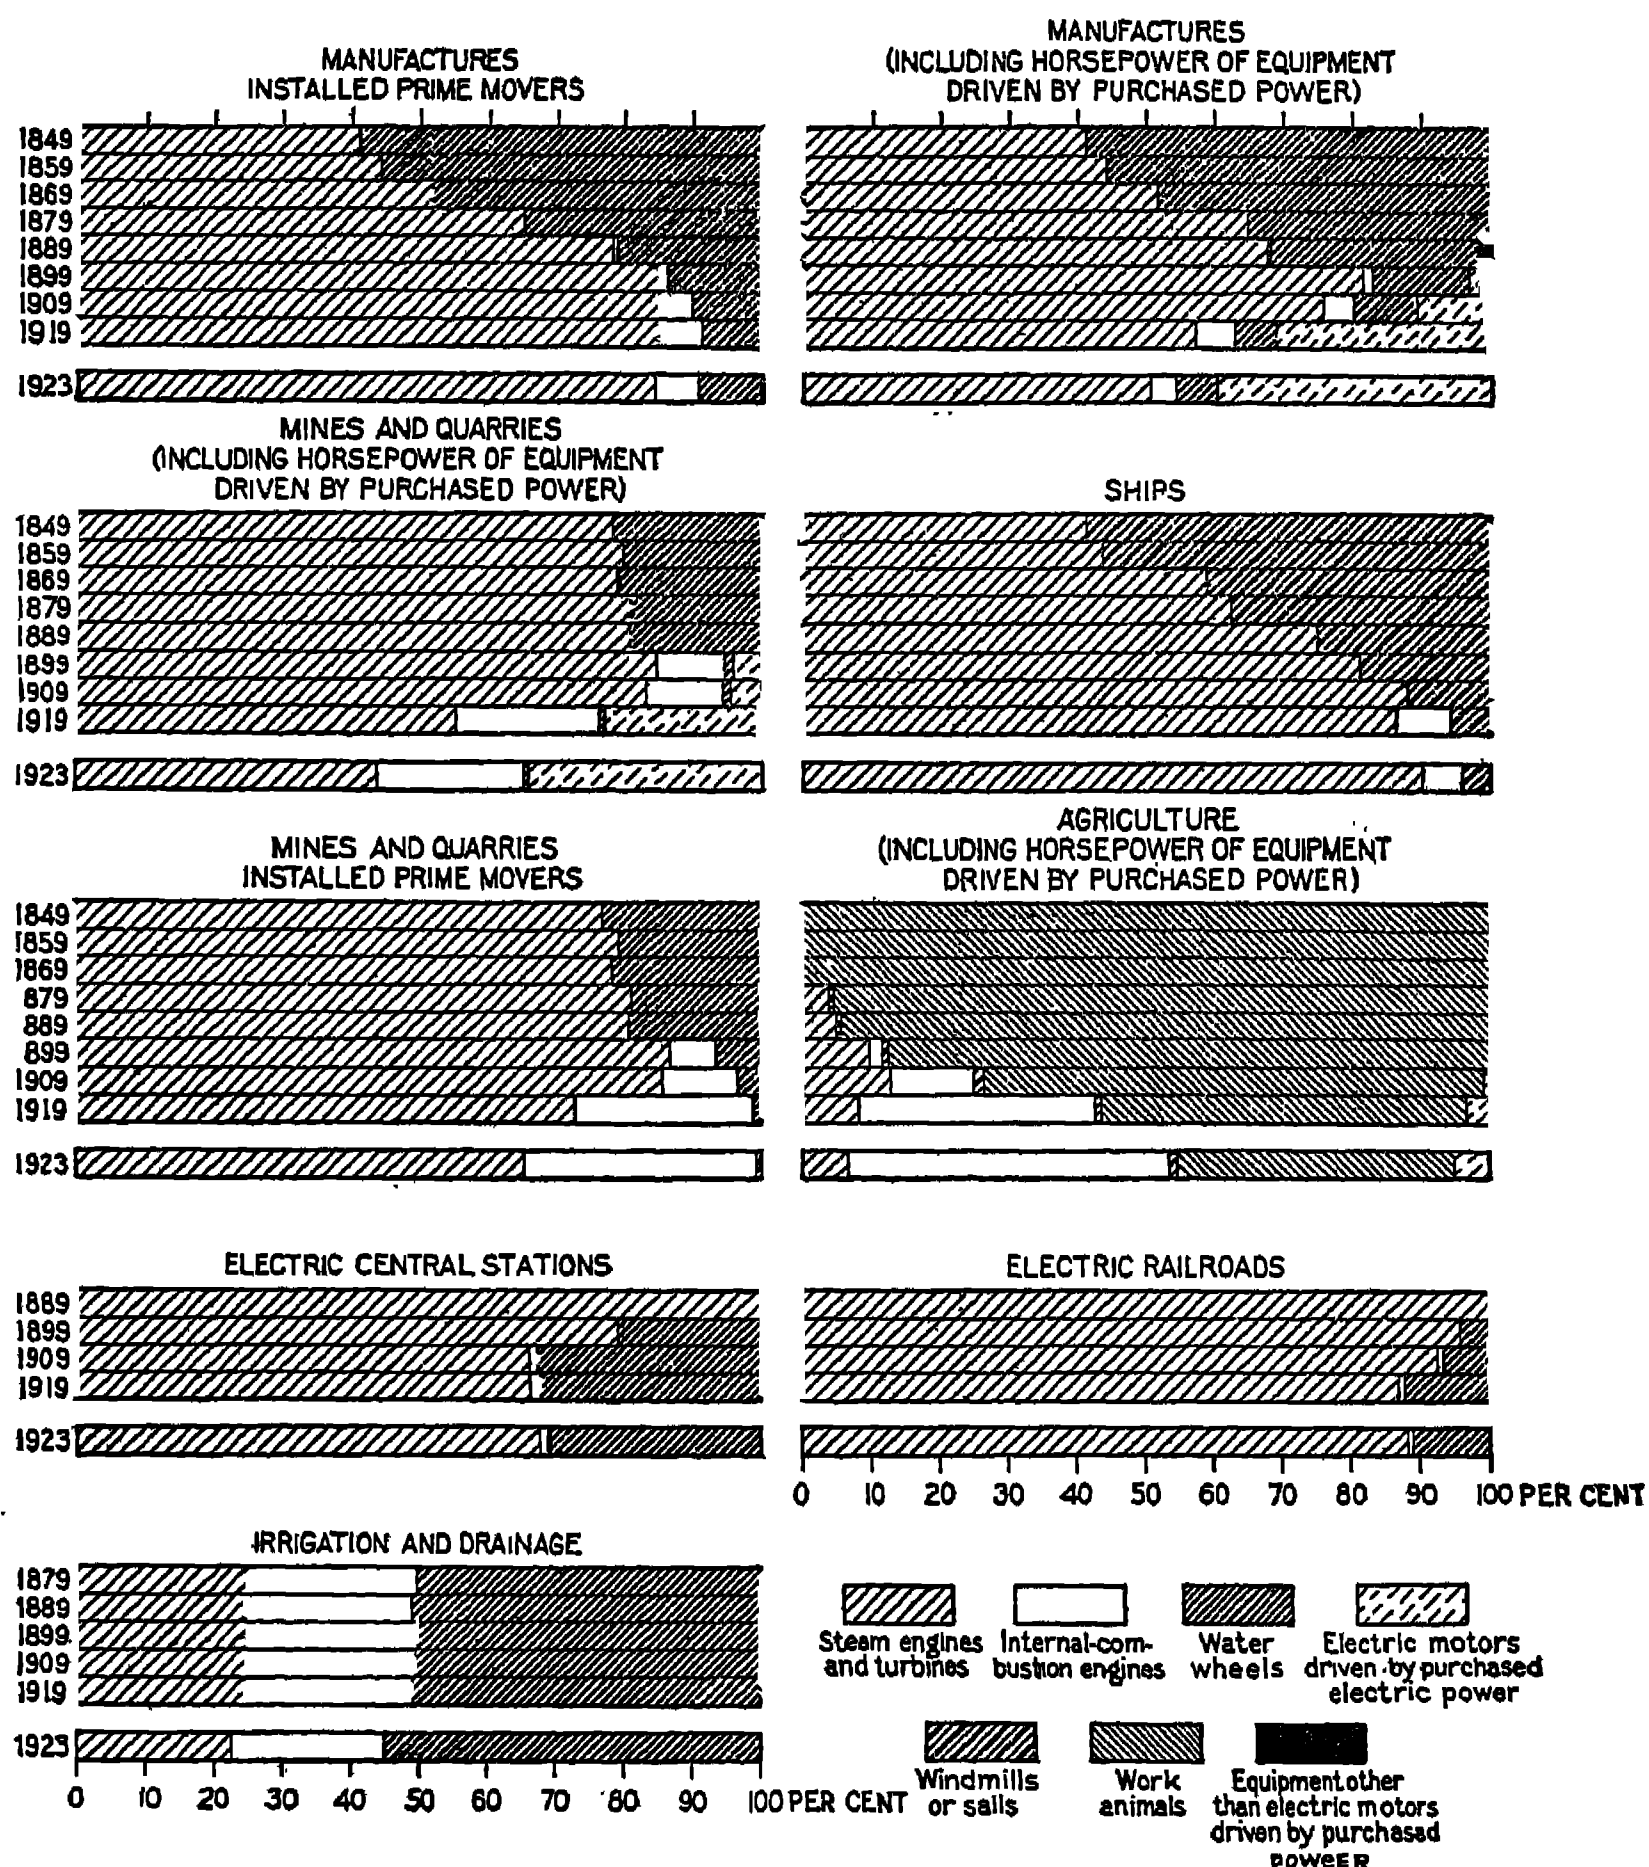 MANUFACTURES
INSTALLED PRIME MOVERS
1849
1859
1869
1879
1889
1899
1909
1919
1923
MANUFACTURES
(INCLUDING HORSEPOWER OF EQUIPMENT
DRIVEN BY PURCHASED POWER)
MINES AND QUARRIES
(INCLUDING HORSEPOWER OF EQUIPMENT
DRIVEN BY PURCHASED POWER)
1849
1859
1869
1879
1889
1899
1909
1919
1923
SHIPS
MINES AND QUARRIES
INSTALLED PRIME MOVERS
1849
1859
1869
879
889
899
1909
1919
1923
AGRICULTURE
(INCLUDING HORSEPOWER OF EQUIPMENT
DRIVEN BY PURCHASED POWER)
ELECTRIC CENTRAL STATIONS
1889
1899
1909
1919
1923
ELECTRIC RAILROADS
0 10 20 30 40 50 60 70 80 90 100 PER CENT
IRRIGATION AND DRAINAGE
1879
1889
1899
1909
1919
1923
0 10 20 30 40 50 60 70 80 90 100 PER CENT
Steam engines
and turbines
Internal-com-
bustion engines
Water
wheels
Electric motors
driven by purchased
electric power
Windmills
or sails
Work
animals
Equipment other
than electric motors
driven by purchasad
POWEER